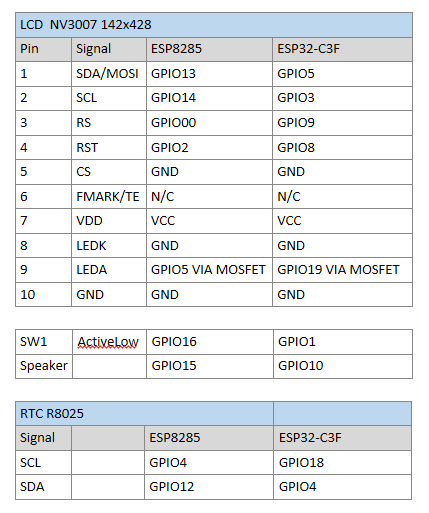 LCD  NV3007 142x428
Pin Signal ESP8285 ESP32-C3F
1 SDA/MOSI GPIO13 GPIO5
2 SCL GPIO14 GPIO3
3 RS GPIO00 GPIO9
4 RST GPIO2 GPIO8
5 CS GND GND
6 FMARK/TE N/C N/C
7 VDD VCC VCC
8 LEDK GND GND
9 LEDA GPIO5 VIA MOSFET GPIO19 VIA MOSFET
10 GND GND GND
SW1 ActiveLow GPIO16 GPIO1
Speaker GPIO15 GPIO10
RTC R8025
Signal ESP8285 ESP32-C3F
SCL GPIO4 GPIO18
SDA GPIO12 GPIO4